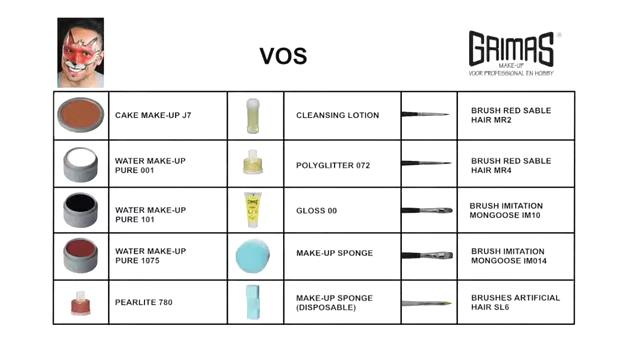 VOS
GRIMAS®
MAKE-UP
VOOR PROFESSIONAL EN HOBBY
CAKE MAKE-UP J7
CLEANSING LOTION
BRUSH RED SABLE
HAIR MR2
WATER MAKE-UP
PURE 001
POLYGLITTER 072
BRUSH RED SABLE
HAIR MR4
WATER MAKE-UP
PURE 101
GLOSS 00
BRUSH IMITATION
MONGOOSE IM10
WATER MAKE-UP
PURE 1075
MAKE-UP SPONGE
BRUSH IMITATION
MONGOOSE IM014
PEARLITE 780
MAKE-UP SPONGE
(DISPOSABLE)
BRUSHES ARTIFICIAL
HAIR SL6